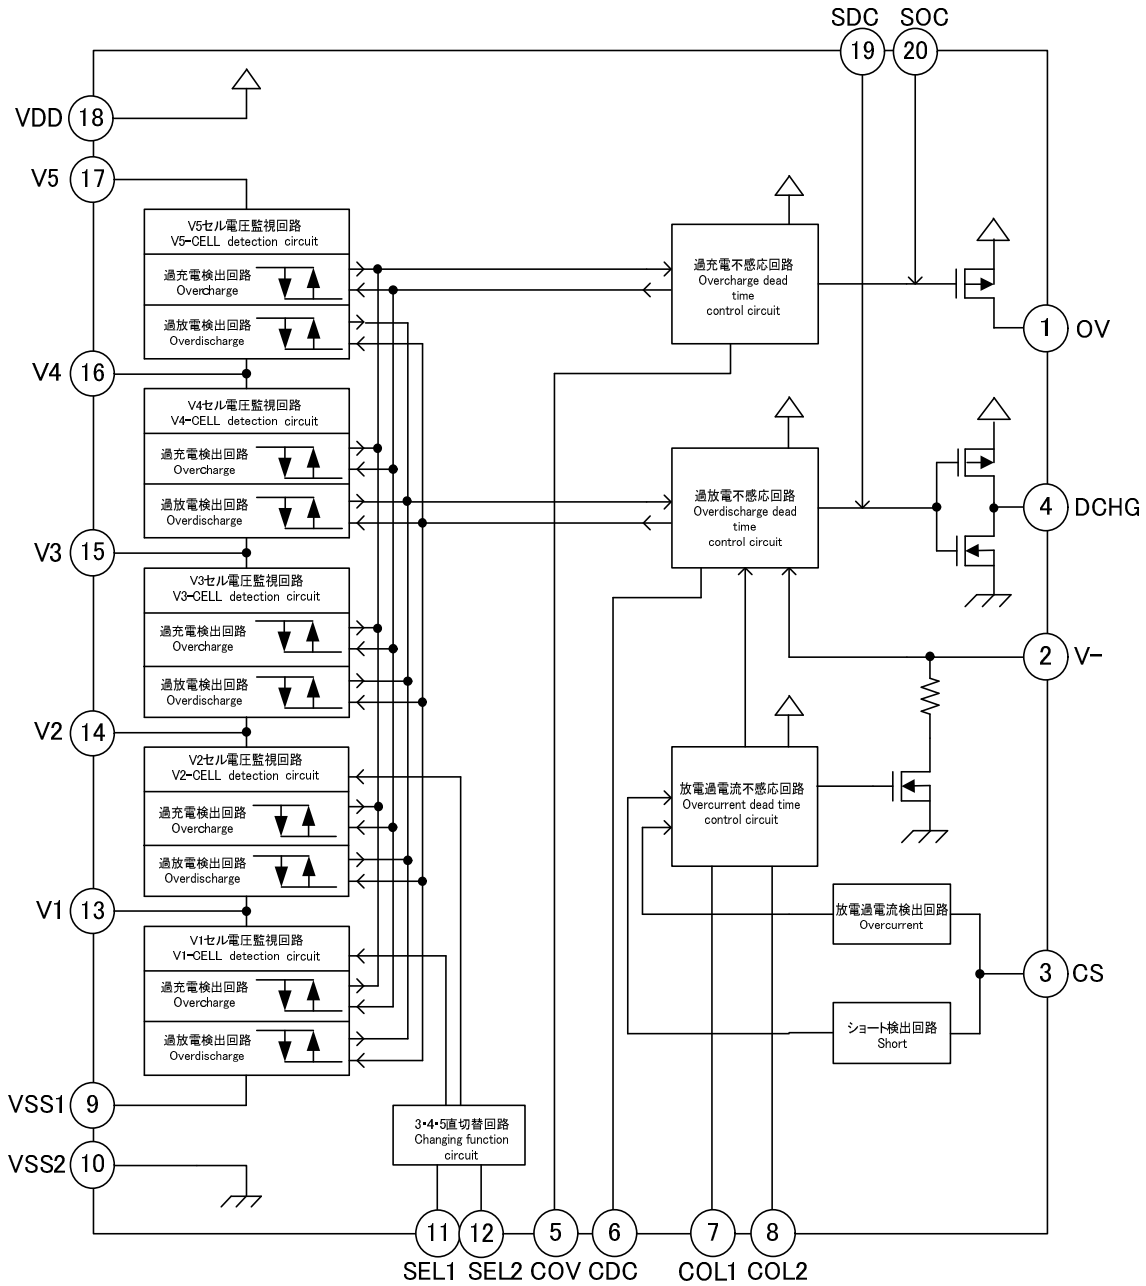 SDC
SOC
19
20
VDD
18
V5
17
V5セル電圧監視回路
V5-CELL detection circuit
過充電検出回路
Overcharge
過放電検出回路
Overdischarge
過充電不感応回路
Overcharge dead
time
control circuit
1
OV
V4
16
V4セル電圧監視回路
V4-CELL detection circuit
過充電検出回路
Overcharge
過放電検出回路
Overdischarge
過放電不感応回路
Overdischarge dead
time
control circuit
4
DCHG
V3
15
V3セル電圧監視回路
V3-CELL detection circuit
過充電検出回路
Overcharge
過放電検出回路
Overdischarge
2
V-
V2
14
V2セル電圧監視回路
V2-CELL detection circuit
過充電検出回路
Overcharge
過放電検出回路
Overdischarge
放電過電流不感応回路
Overcurrent dead time
control circuit
V1
13
V1セル電圧監視回路
V1-CELL detection circuit
過充電検出回路
Overcharge
過放電検出回路
Overdischarge
放電過電流検出回路
Overcurrent
3
CS
ショート検出回路
Short
VSS1
9
3・4・5直切替回路
Changing function
circuit
VSS2
10
11
12
5
6
7
8
SEL1
SEL2
COV
CDC
COL1
COL2